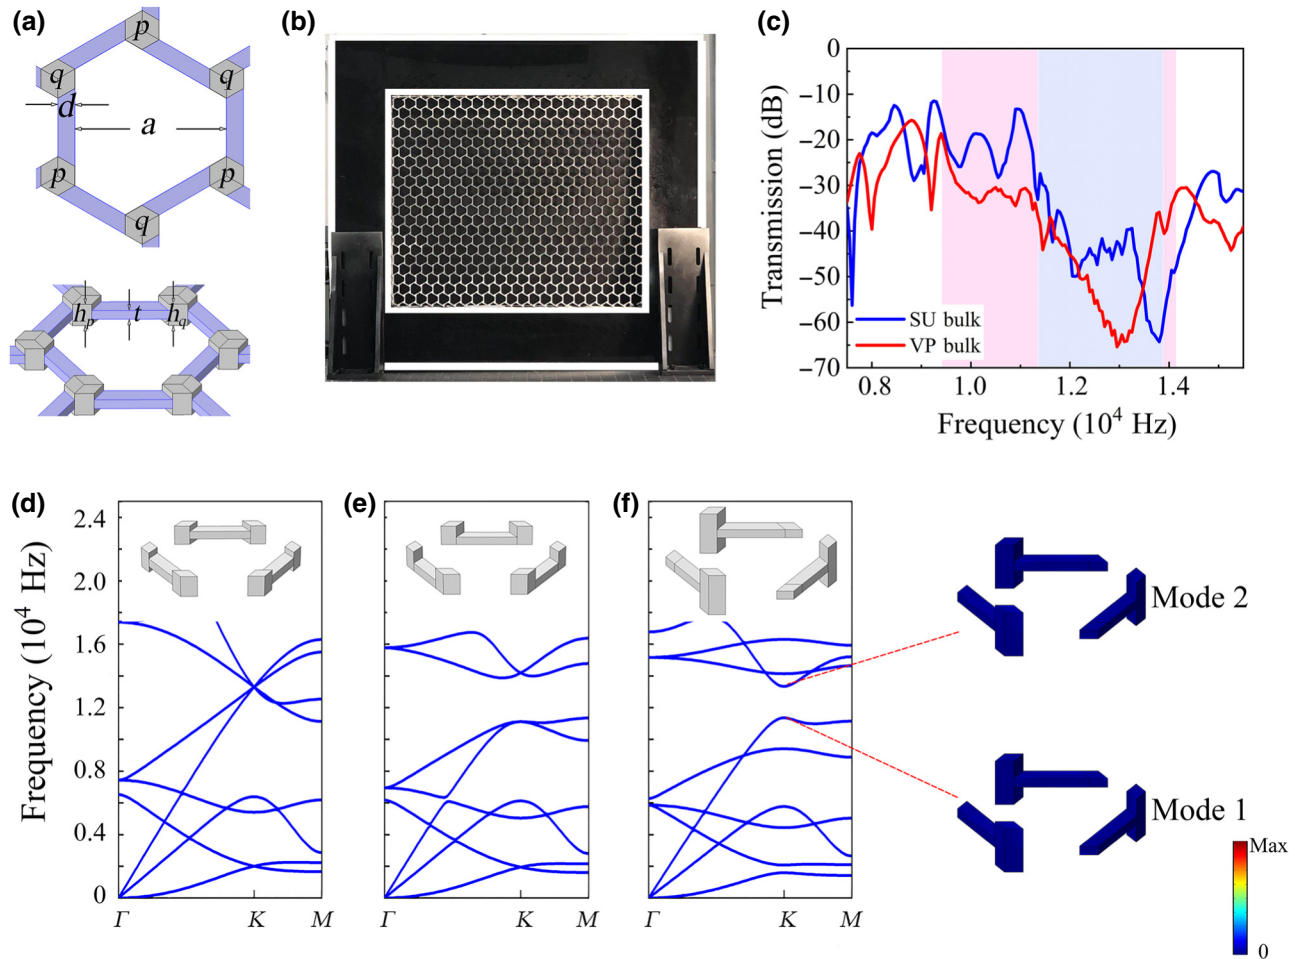 (a)
p
q
q
d
a
p
p
q
h_p
t
h_q
(b)
(c)
Transmission (dB)
0
−10
−20
−30
−40
−50
−60
−70
SU bulk
VP bulk
0.8 1.0 1.2 1.4
Frequency (10^4 Hz)
(d)
Frequency (10^4 Hz)
2.4
2.0
1.6
1.2
0.8
0.4
0
Γ K M
(e)
Γ K M
(f)
Γ K M
Mode 2
Mode 1
Max
0